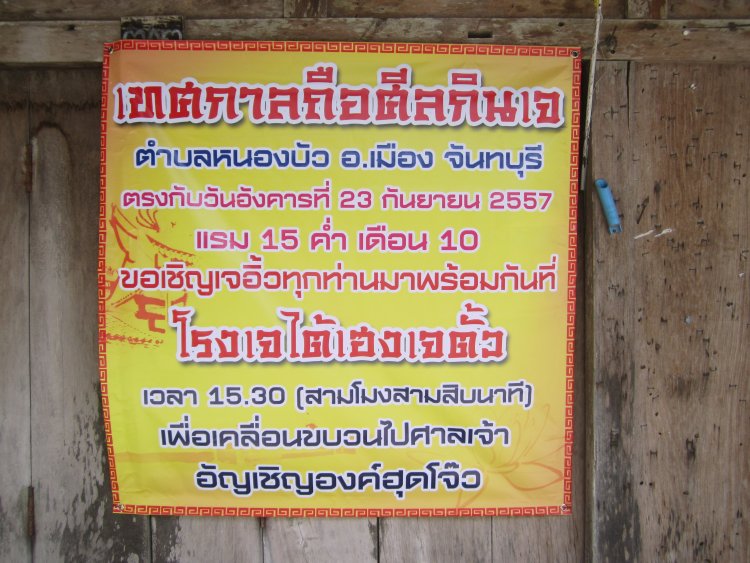 เทศกาลถือศีลกินเจ
ตำบลหนองบัว อ.เมือง จันทบุรี
ตรงกับวันอังคารที่ 23 กันยายน 2557
แรม 15 ค่ำ เดือน 10
ขอเชิญเจอิ้วทุกท่านมาพร้อมกันที่
โรงเจไต้เฮงเจตั้ว
เวลา 15.30 (สามโมงสามสิบนาที)
เพื่อเคลื่อนขบวนไปศาลเจ้า
อัญเชิญองค์ฮุดโจ๊ว